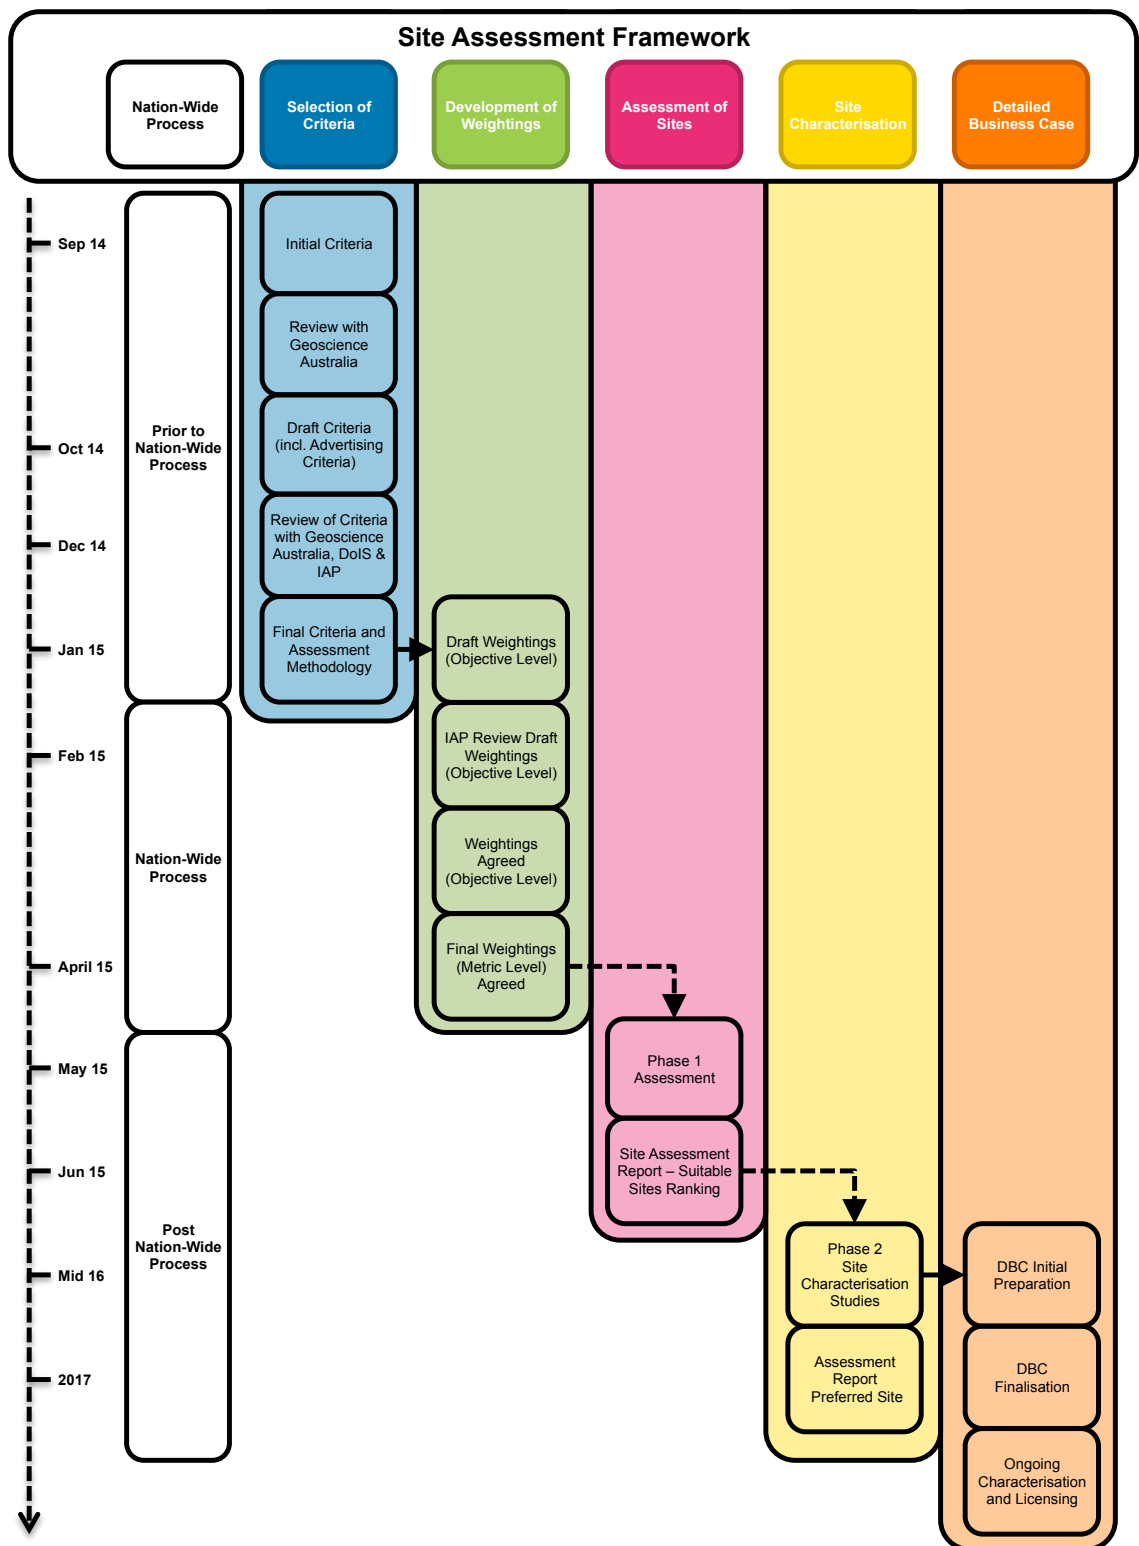 Site Assessment Framework
Nation-Wide
Process
Selection of
Criteria
Development of
Weightings
Assessment of
Sites
Site
Characterisation
Detailed
Business Case
Sep 14
Oct 14
Dec 14
Jan 15
Feb 15
April 15
May 15
Jun 15
Mid 16
2017
Prior to
Nation-Wide
Process
Nation-Wide
Process
Post
Nation-Wide
Process
Initial Criteria
Review with
Geoscience
Australia
Draft Criteria
(incl. Advertising
Criteria)
Review of Criteria
with Geoscience
Australia, DoIS &
IAP
Final Criteria and
Assessment
Methodology
Draft Weightings
(Objective Level)
IAP Review Draft
Weightings
(Objective Level)
Weightings
Agreed
(Objective Level)
Final Weightings
(Metric Level)
Agreed
Phase 1
Assessment
Site Assessment
Report – Suitable
Sites Ranking
Phase 2
Site
Characterisation
Studies
Assessment
Report
Preferred Site
DBC Initial
Preparation
DBC
Finalisation
Ongoing
Characterisation
and Licensing